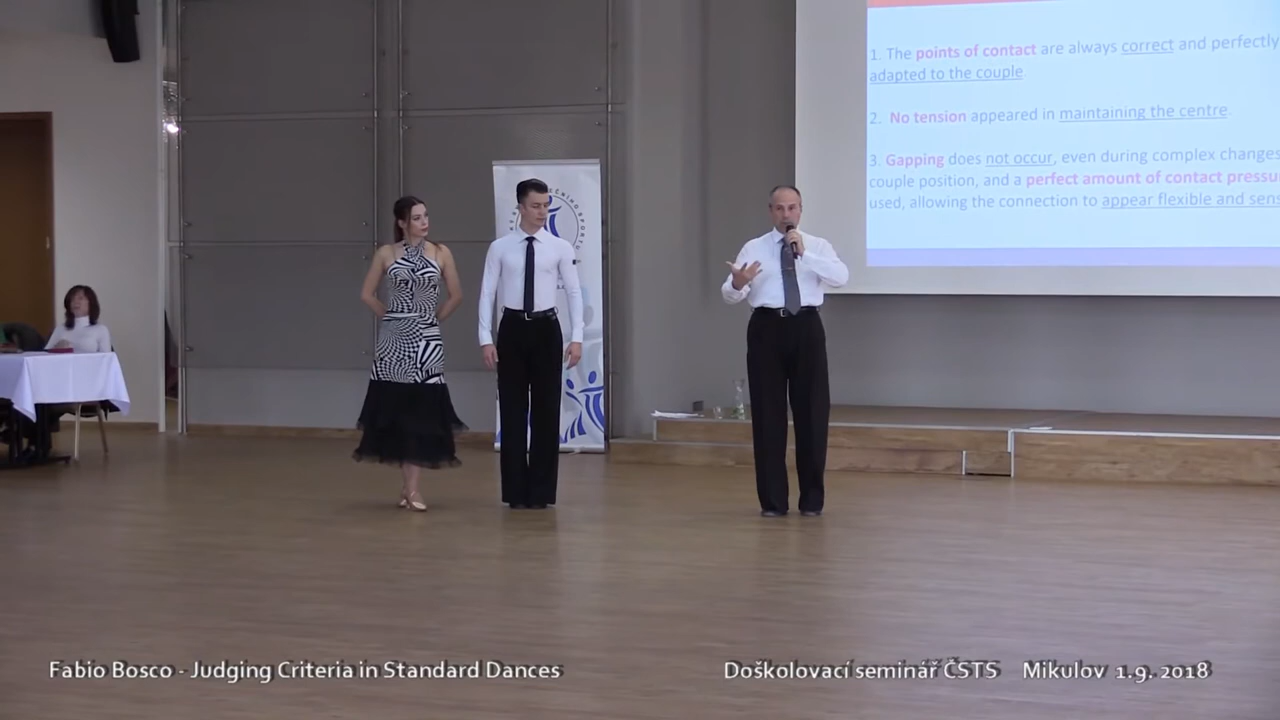 1. The points of contact are always correct and perfectly
adapted to the couple.
2. No tension appeared in maintaining the centre
3. Gapping does not occur, even during complex changes
couple position, and a perfect amount of contact
used, allowing the connection to appear flexible and
Fabio Bosco - Judging Criteria in Standard Dances
Doškolovací seminář ČSTS Mikulov 1.9.2018